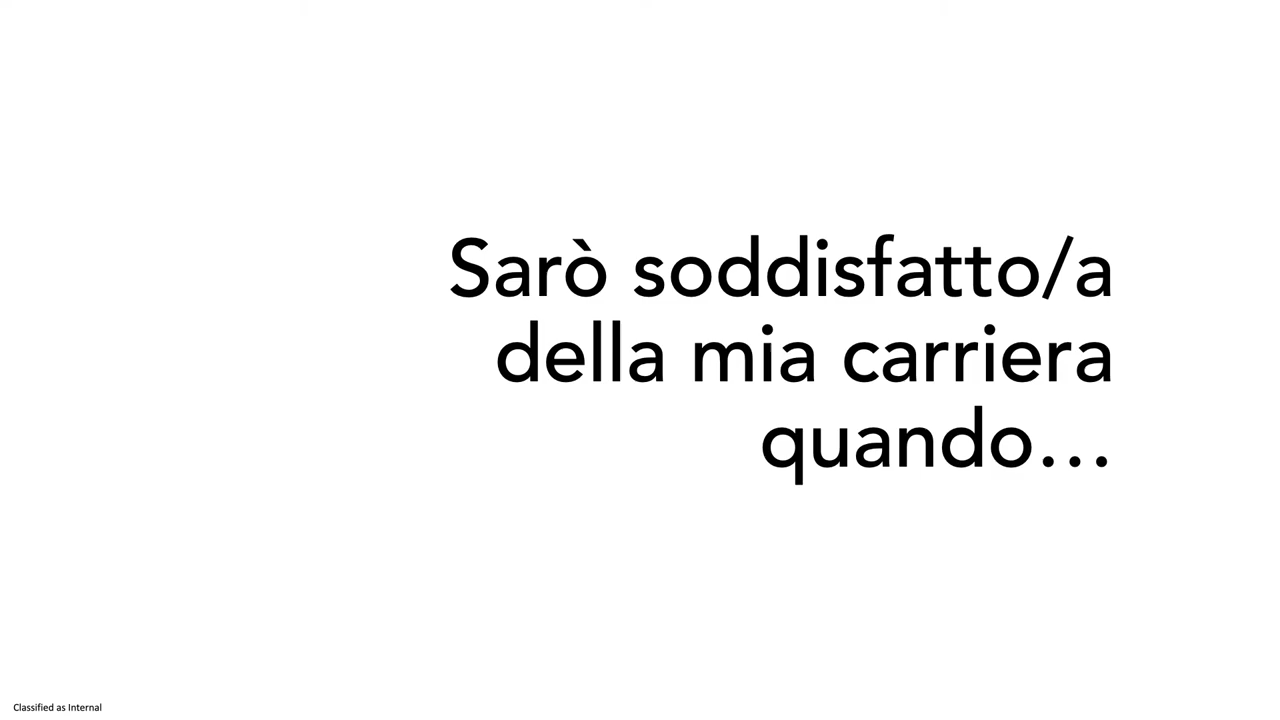 Sarò soddisfatto/a
della mia carriera
quando...
Classified as Internal